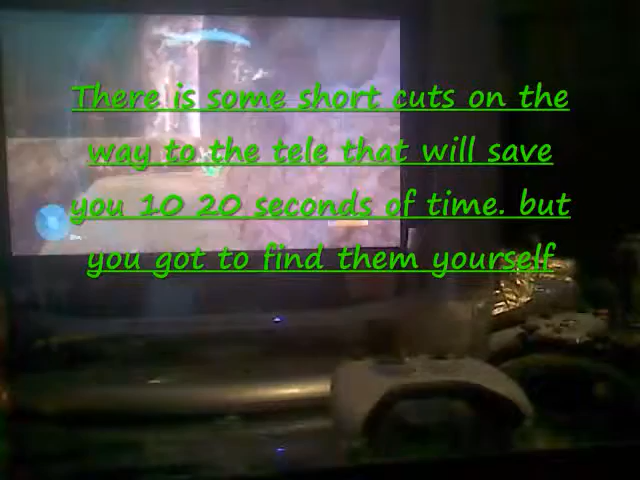 There is some short cuts on the
way to the tele that will save
you 10 20 seconds of time. but
you got to find them yourself